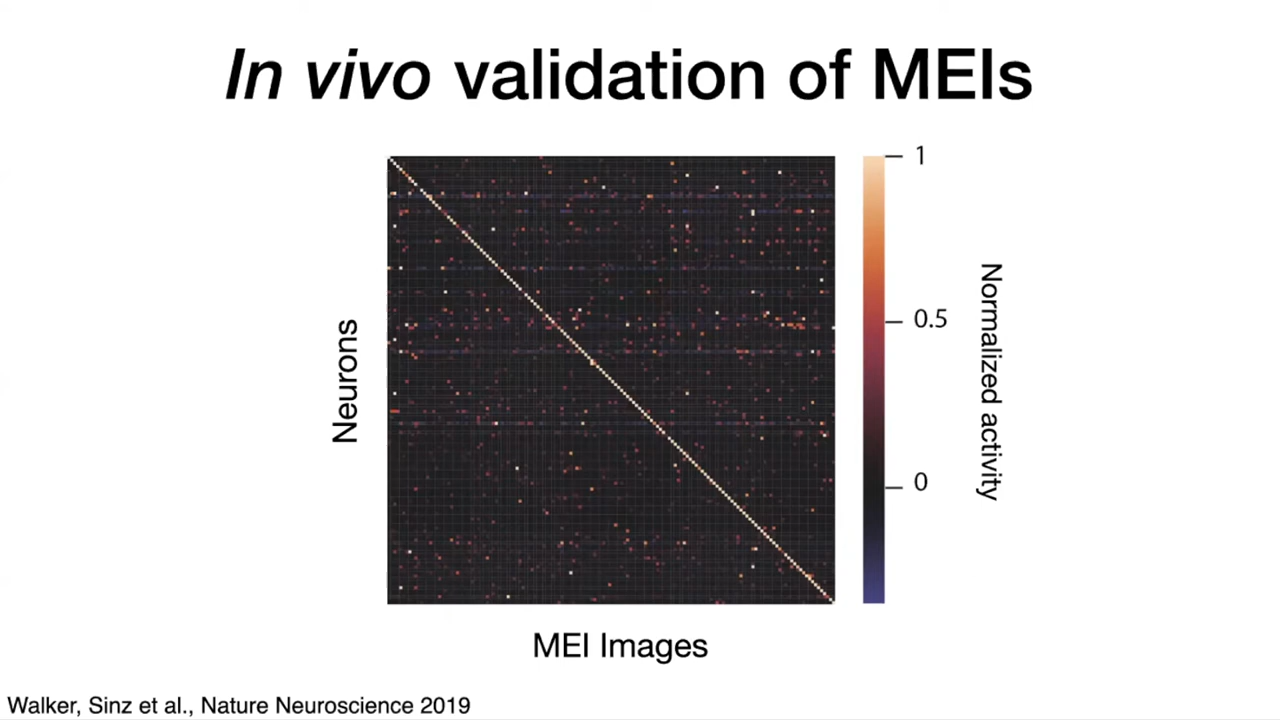 In vivo validation of MEIs
1
0.5
0
Normalized activity
Neurons
MEI Images
Walker, Sinz et al., Nature Neuroscience 2019